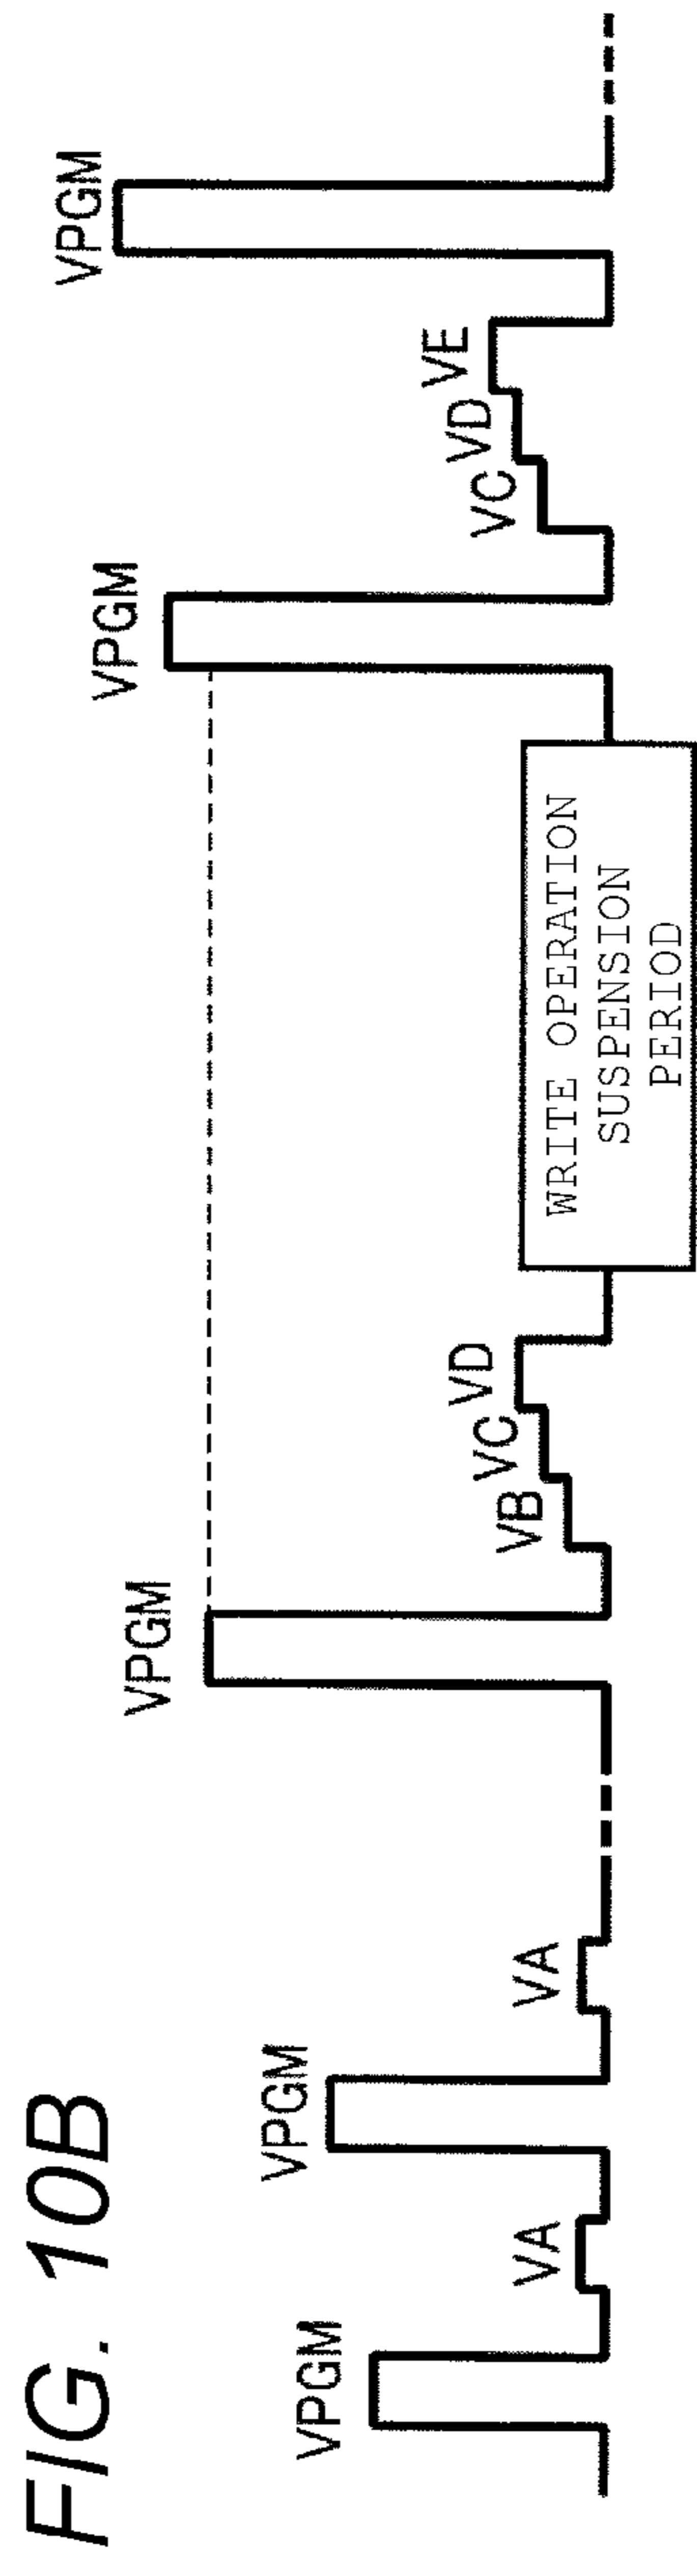 FIG. 10B
VPGM
VA
VPGM
VA
VPGM
VB
VC
VD
WRITE OPERATION
SUSPENSION
PERIOD
VPGM
VC
VD
VE
VPGM